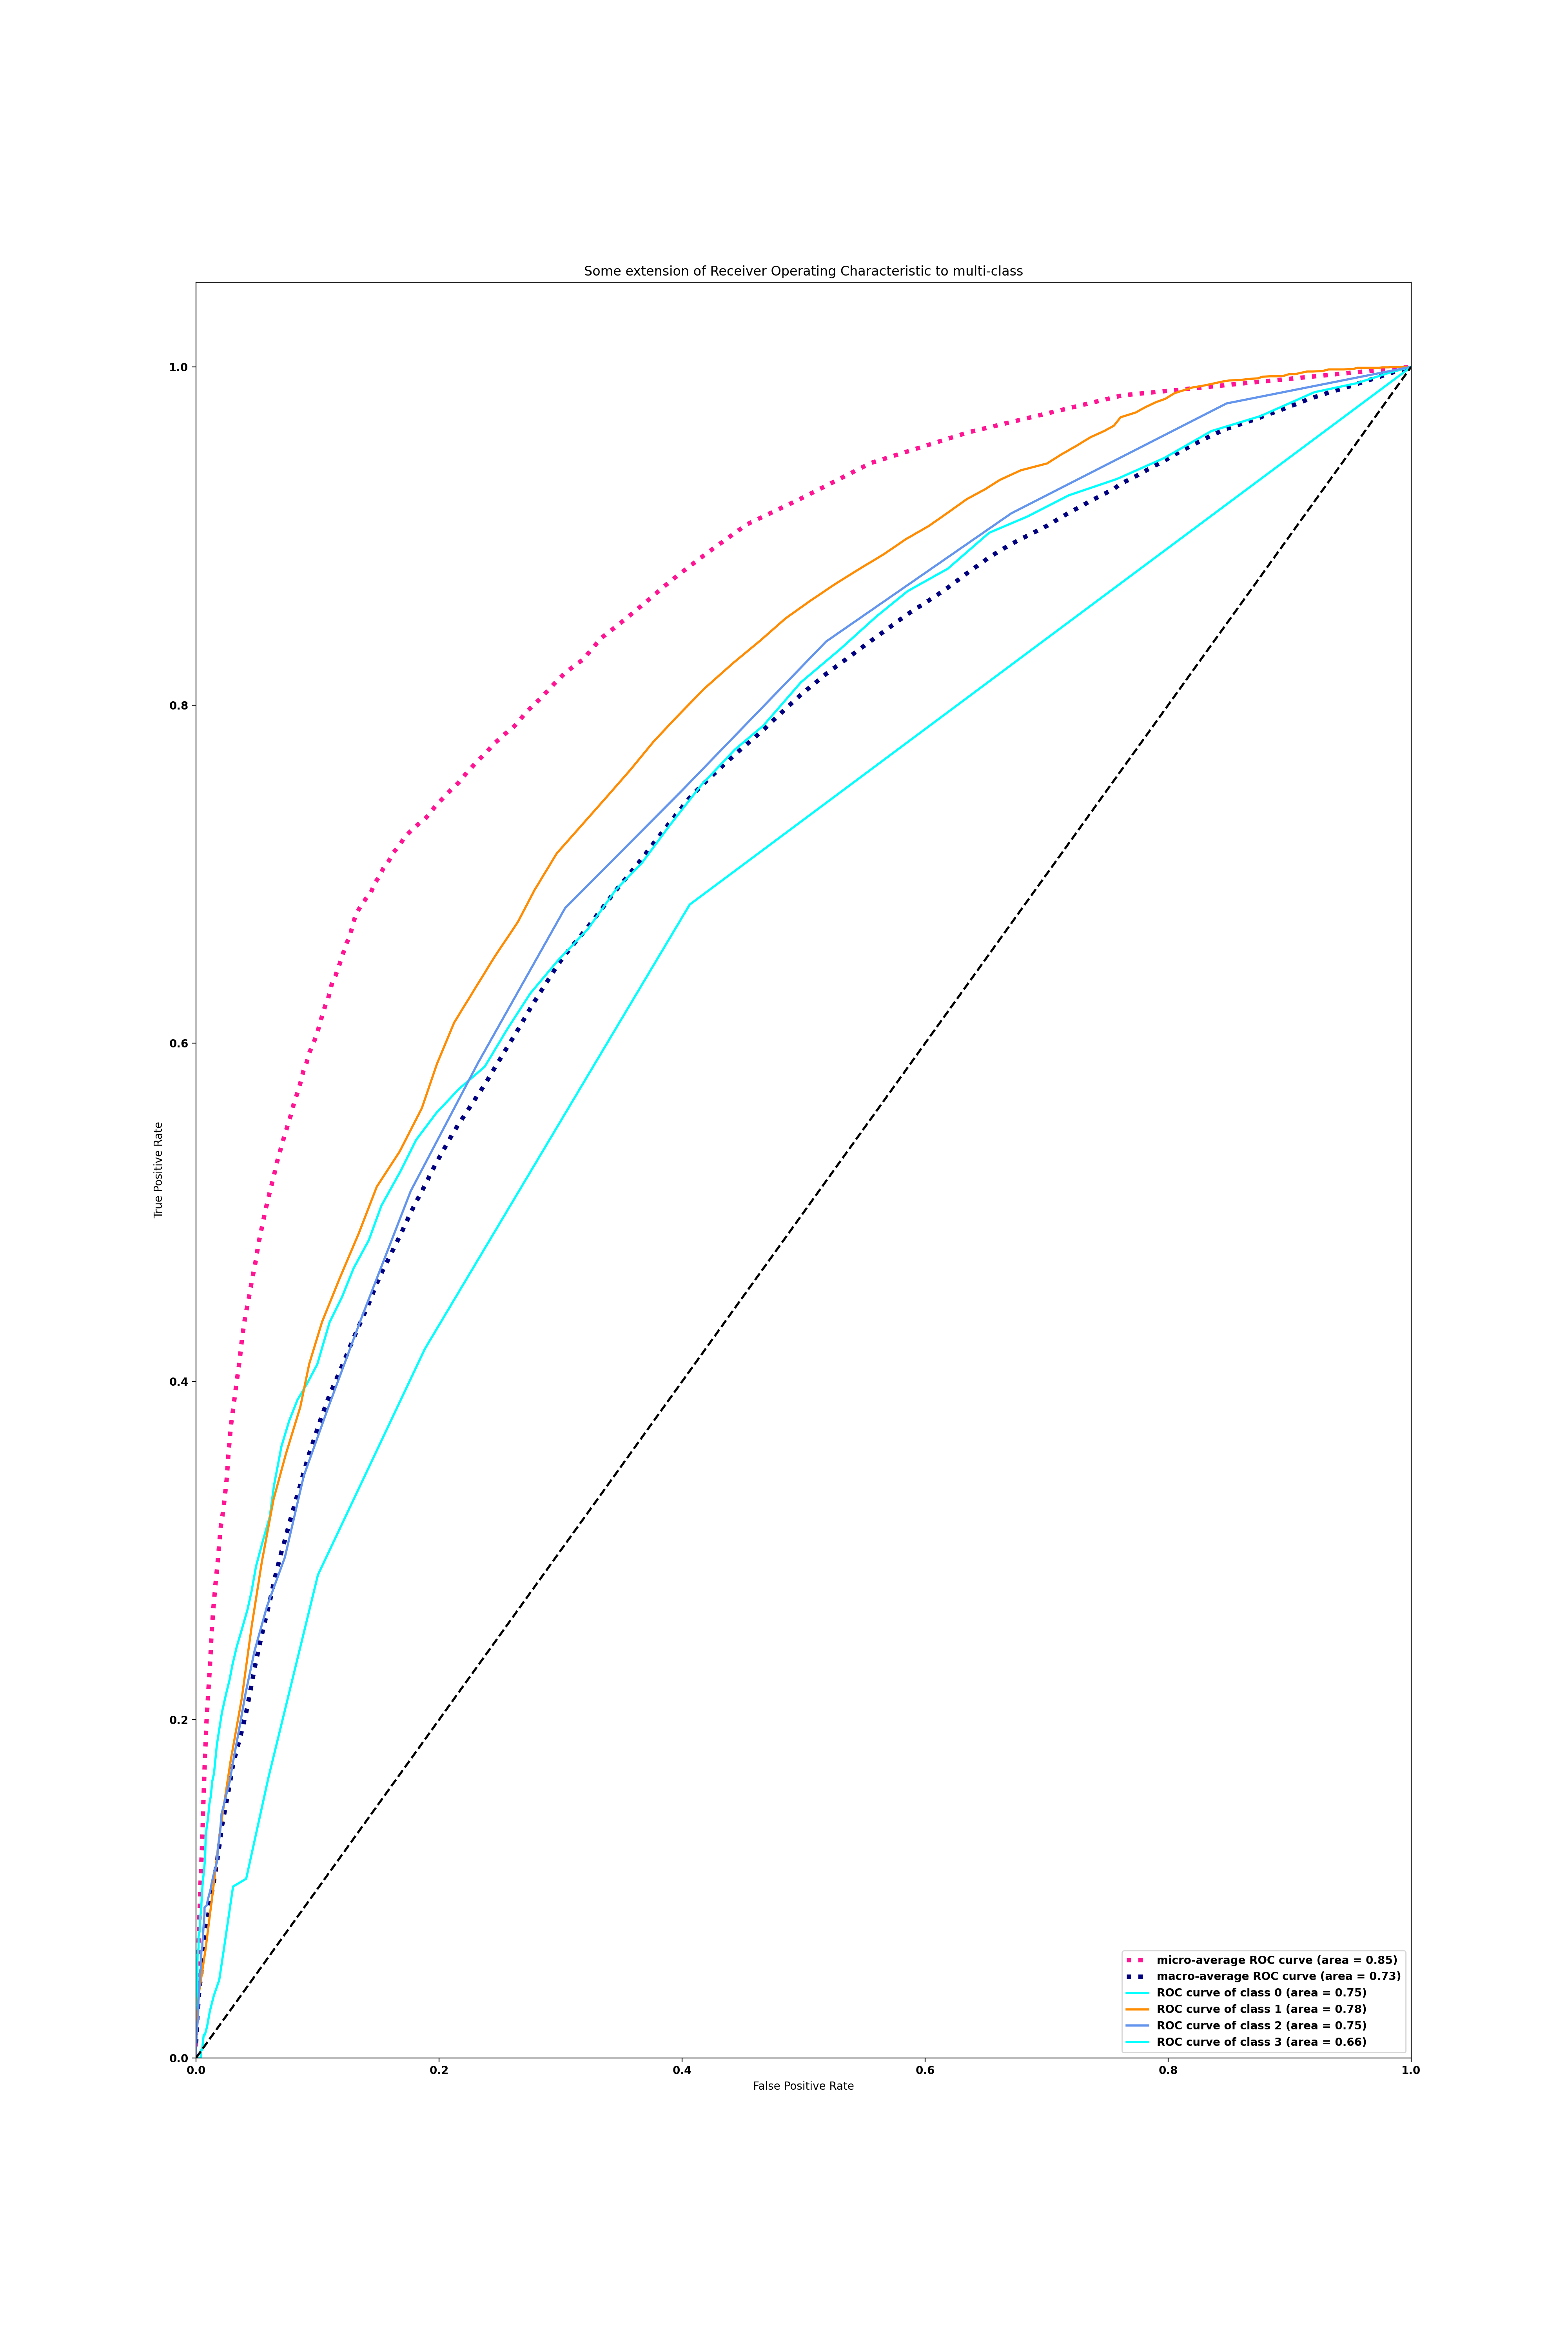 Some extension of Receiver Operating Characteristic to multi-class
1.0
0.8
0.6
True Positive Rate
0.4
0.2
0.0
micro-average ROC curve (area = 0.85)
macro-average ROC curve (area = 0.73)
ROC curve of class 0 (area = 0.75)
ROC curve of class 1 (area = 0.78)
ROC curve of class 2 (area = 0.75)
ROC curve of class 3 (area = 0.66)
0.0 0.2 0.4 0.6 0.8 1.0
False Positive Rate